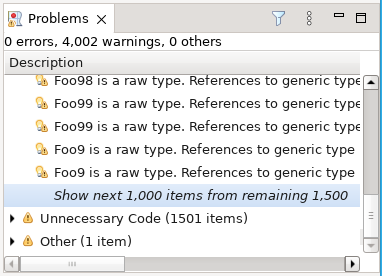 Problems
0 errors, 4,002 warnings, 0 others
Description
Foo98 is a raw type. References to generic type
Foo99 is a raw type. References to generic type
Foo99 is a raw type. References to generic type
Foo9 is a raw type. References to generic type
Foo9 is a raw type. References to generic type
Show next 1,000 items from remaining 1,500
Unnecessary Code (1501 items)
Other (1 item)